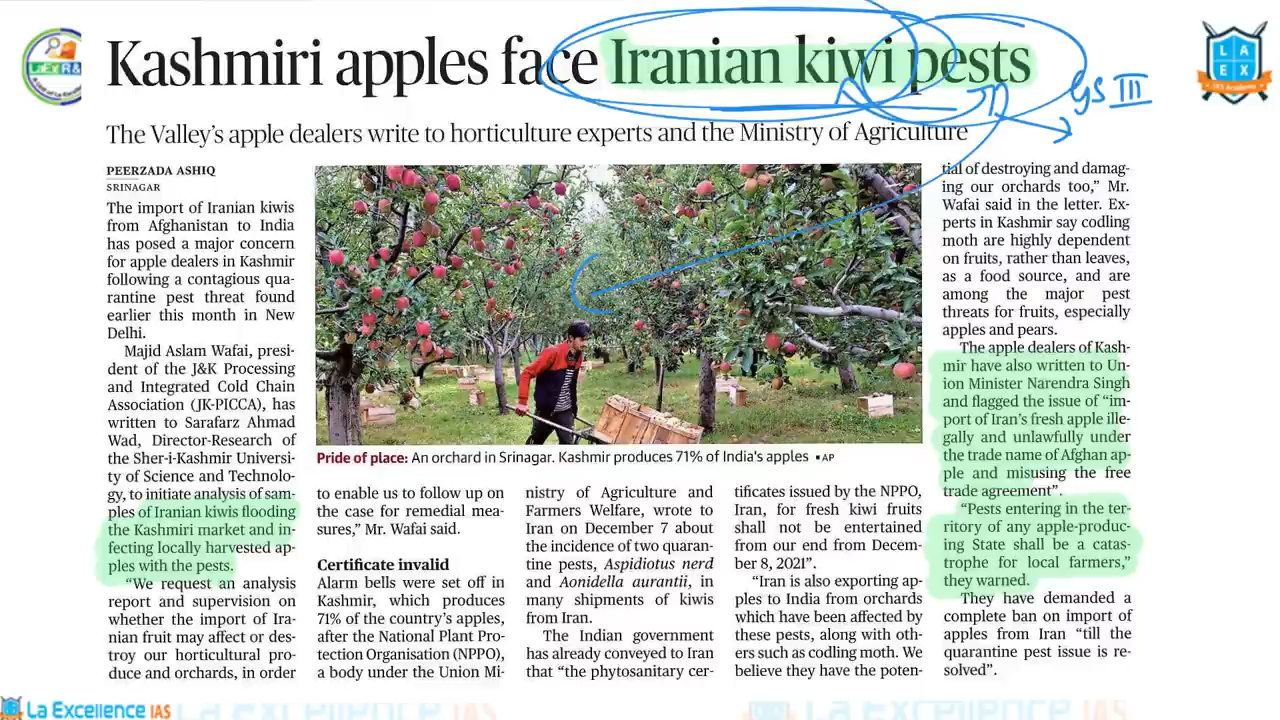 Kashmiri apples face Iranian kiwi pests
GS III
L A
E X
IAS Academy
The Valley's apple dealers write to horticulture experts and the Ministry of Agriculture
PEERZADA ASHIQ
SRINAGAR
The import of Iranian kiwis
from Afghanistan to India
has posed a major concern
for apple dealers in Kashmir
following a contagious qua-
rantine pest threat found
earlier this month in New
Delhi.
Majid Aslam Wafai, presi-
dent of the J&K Processing
and Integrated Cold Chain
Association (JK-PICCA), has
written to Sarafarz Ahmad
Wad, Director-Research of
the Sher-i-Kashmir Universi-
ty of Science and Technolo-
gy, to initiate analysis of sam-
ples of Iranian kiwis flooding
the Kashmiri market and in-
fecting locally harvested ap-
ples with the pests.
"We request an analysis
report and supervision on
whether the import of Ira-
nian fruit may affect or des-
troy our horticultural pro-
duce and orchards, in order
Pride of place: An orchard in Srinagar. Kashmir produces 71% of India's apples ▪AP
to enable us to follow up on
the case for remedial mea-
sures," Mr. Wafai said.
Certificate invalid
Alarm bells were set off in
Kashmir, which produces
71% of the country's apples,
after the National Plant Pro-
tection Organisation (NPPO),
a body under the Union Mi-
nistry of Agriculture and
Farmers Welfare, wrote to
Iran on December 7 about
the incidence of two quaran-
tine pests, Aspidiotus nerd
and Aonidella aurantii, in
many shipments of kiwis
from Iran.
The Indian government
has already conveyed to Iran
that "the phytosanitary cer-
tificates issued by the NPPO,
Iran, for fresh kiwi fruits
shall not be entertained
from our end from Decem-
ber 8, 2021".
"Iran is also exporting ap-
ples to India from orchards
which have been affected by
these pests, along with oth-
ers such as codling moth. We
believe they have the poten-
tial of destroying and damag-
ing our orchards too," Mr.
Wafai said in the letter. Ex-
perts in Kashmir say codling
moth are highly dependent
on fruits, rather than leaves,
as a food source, and are
among the major pest
threats for fruits, especially
apples and pears.
The apple dealers of Kash-
mir have also written to Un-
ion Minister Narendra Singh
and flagged the issue of "im-
port of Iran's fresh apple ille-
gally and unlawfully under
the trade name of Afghan ap-
ple and misusing the free
trade agreement".
"Pests entering in the ter-
ritory of any apple-produc-
ing State shall be a catas-
trophe for local farmers,"
they warned.
They have demanded a
complete ban on import of
apples from Iran "till the
quarantine pest issue is re-
solved".
La Excellence IAS